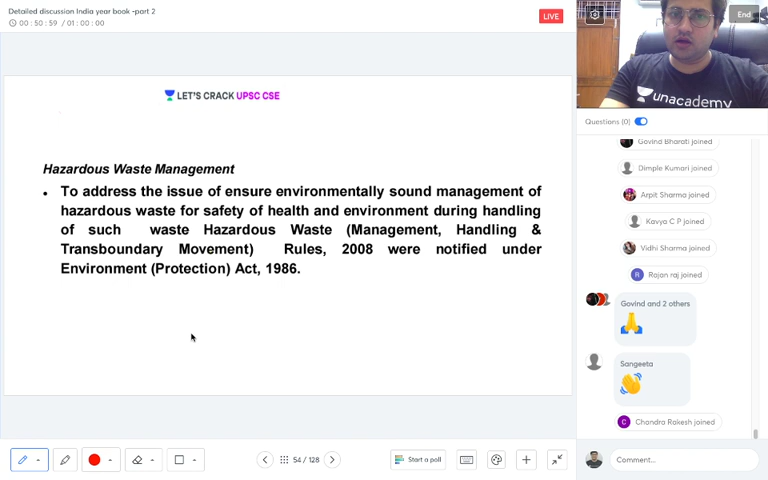 Detailed discussion India year book -part 2
00 : 50 : 59 / 01 : 00 : 00
LIVE
End
unacademy
LET'S CRACK UPSC CSE
Hazardous Waste Management
• To address the issue of ensure environmentally sound management of
hazardous waste for safety of health and environment during handling
of such waste Hazardous Waste (Management, Handling &
Transboundary Movement) Rules, 2008 were notified under
Environment (Protection) Act, 1986.
Questions (0)
Govind Bharati joined
Dimple Kumari joined
Arpit Sharma joined
Kavya C P joined
Vidhi Sharma joined
R Rajan raj joined
Govind and 2 others
Sangeeta
C Chandra Rakesh joined
54 / 128
Start a poll
Comment...